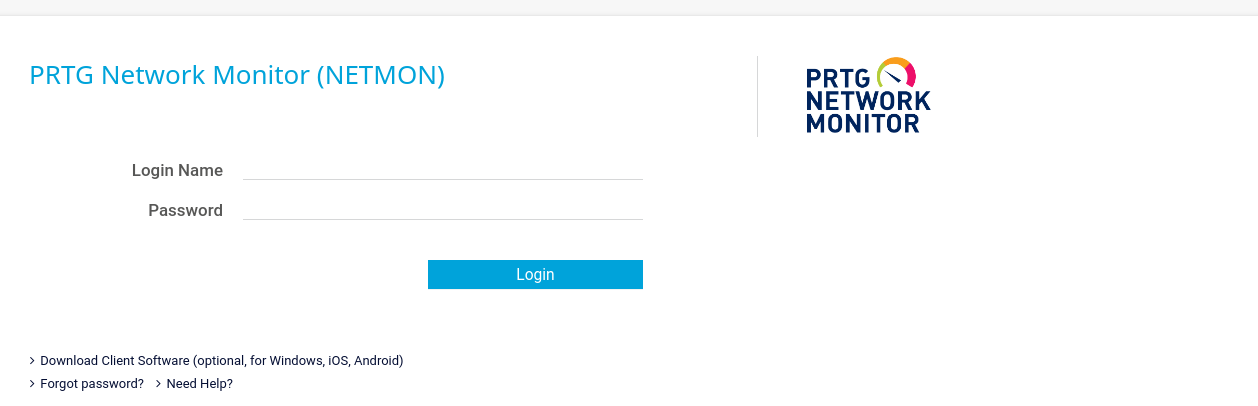 PRTG Network Monitor (NETMON)
PRTG
NETWORK
MONITOR
Login Name
Password
Login
Download Client Software (optional, for Windows, iOS, Android)
Forgot password? Need Help?